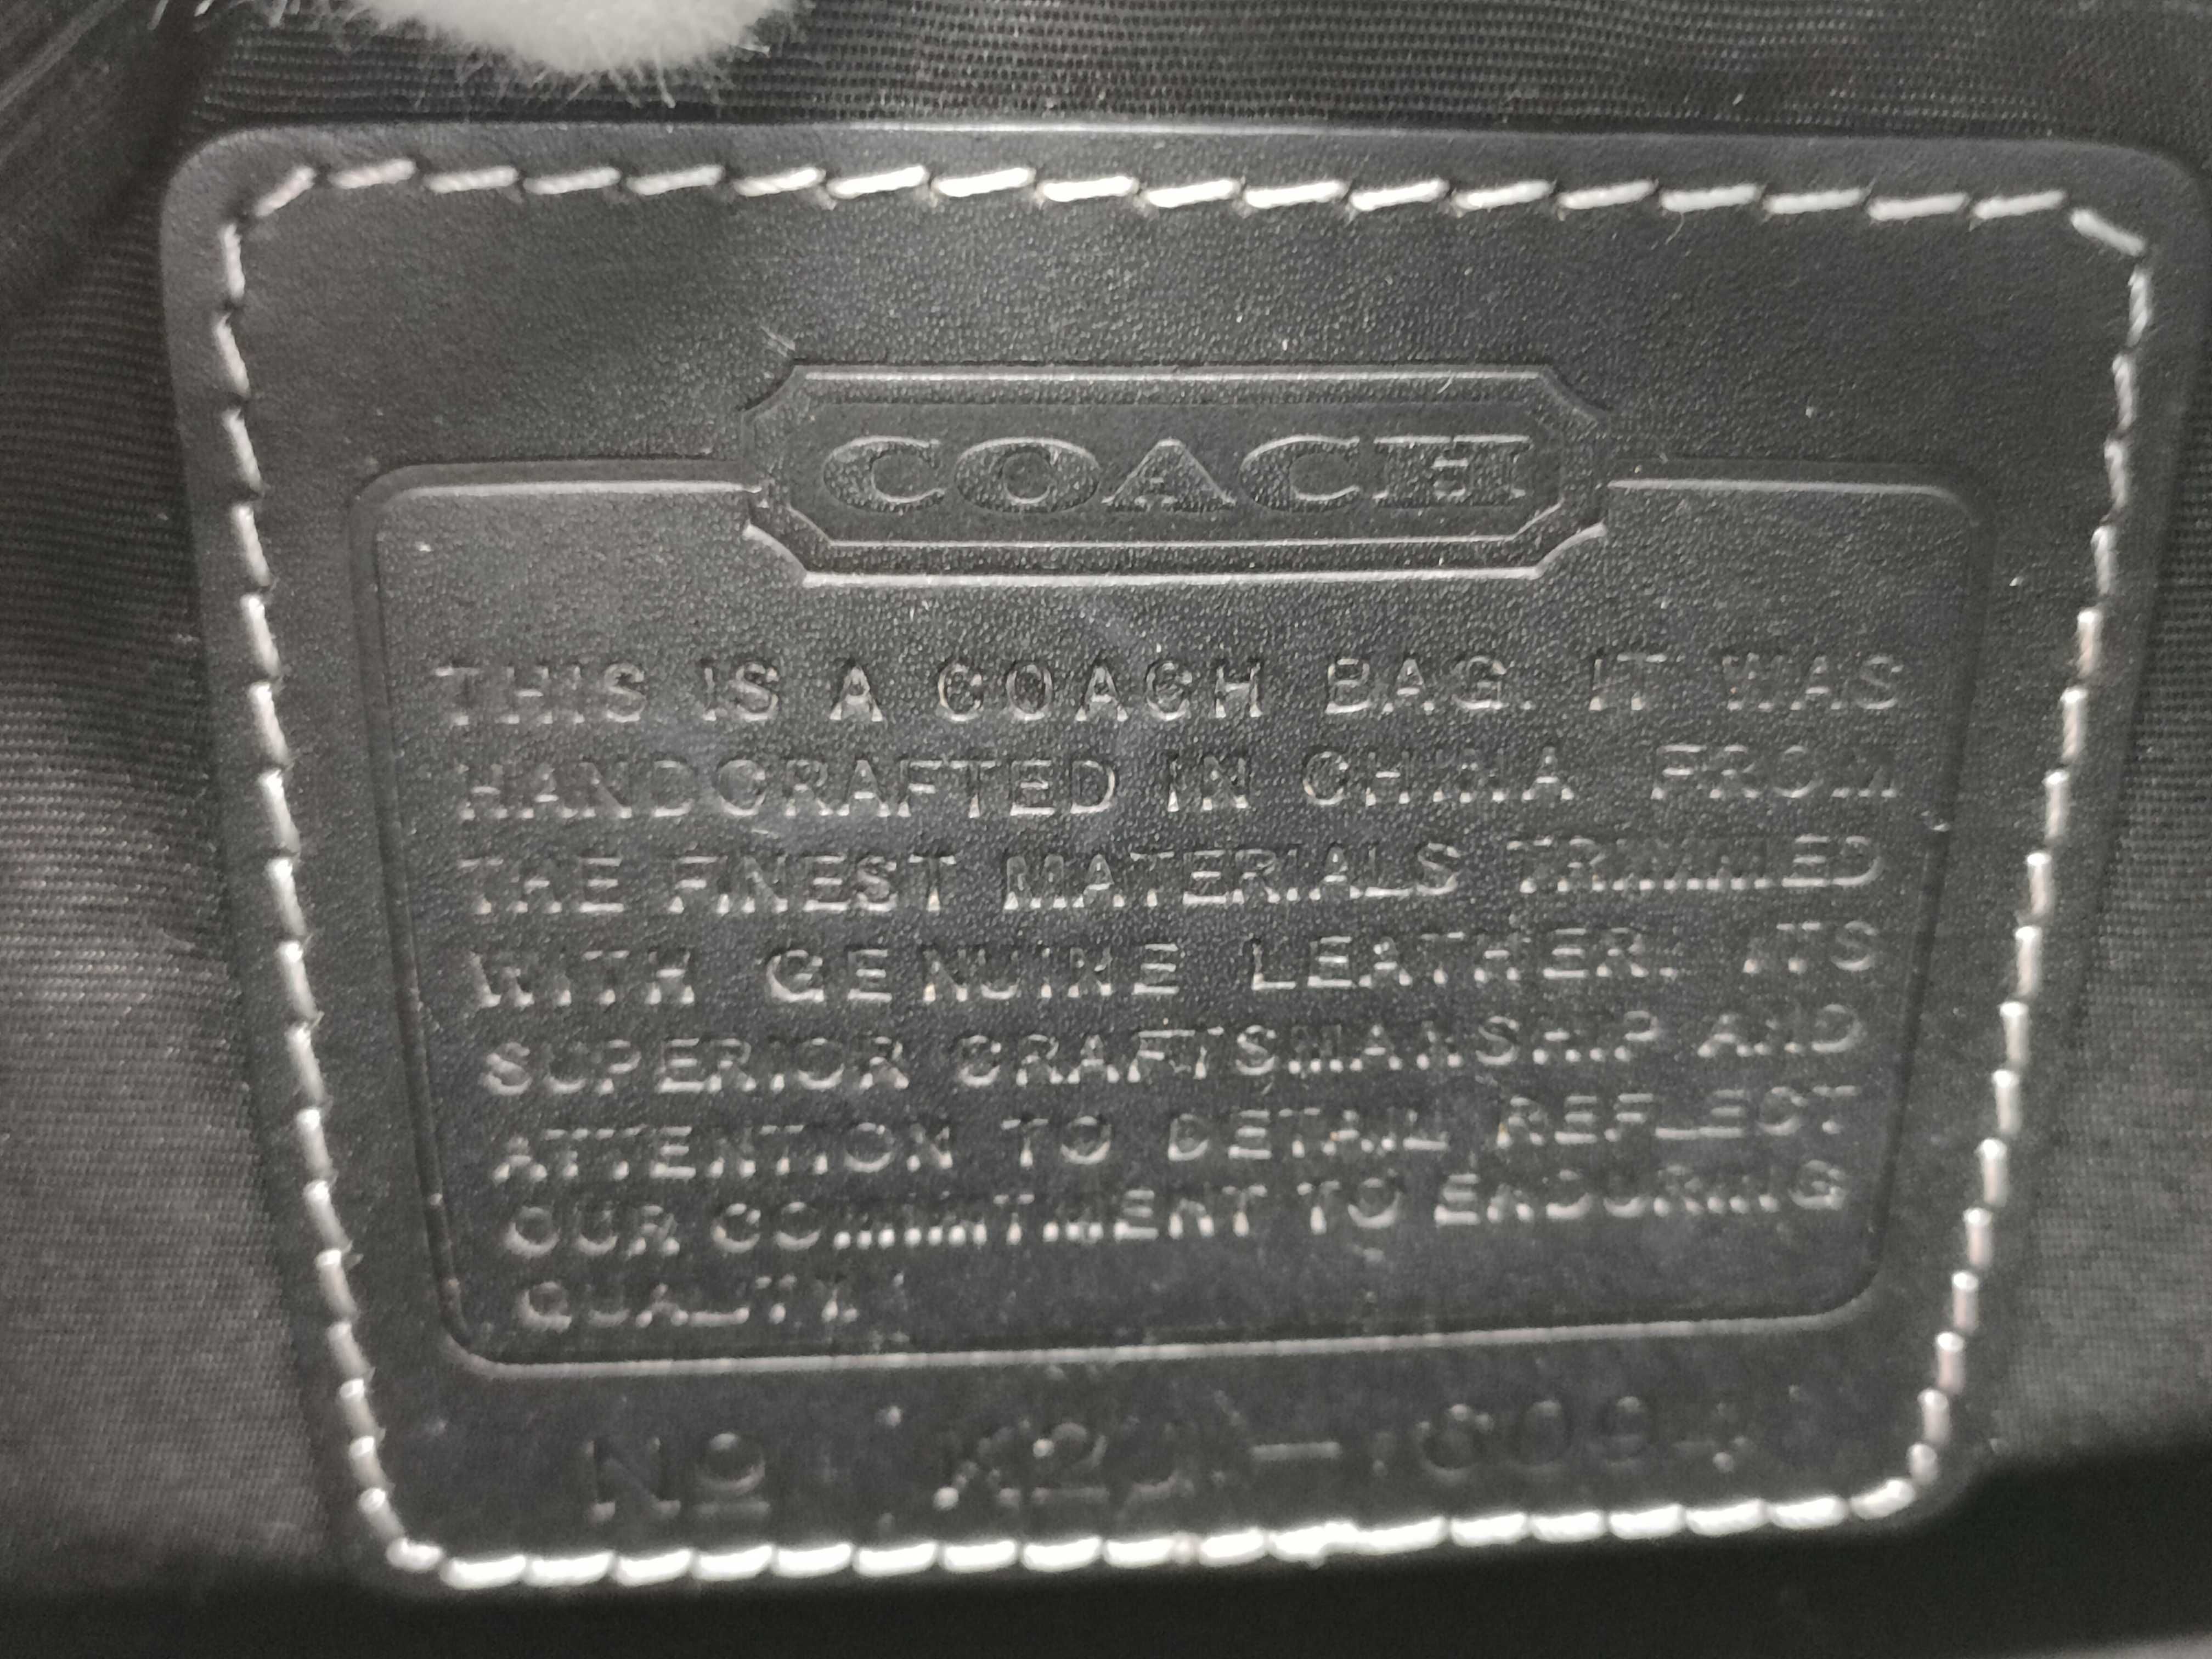 COACH
THIS IS A COACH BAG. IT WAS
HANDCRAFTED IN CHINA FROM
THE FINEST MATERIALS TRIMMED
WITH GENUINE LEATHER. ITS
SUPERIOR CRAFTSMANSHIP AND
ATTENTION TO DETAIL REFLECT
OUR COMMITMENT TO ENDURING
QUALITY.
Nº